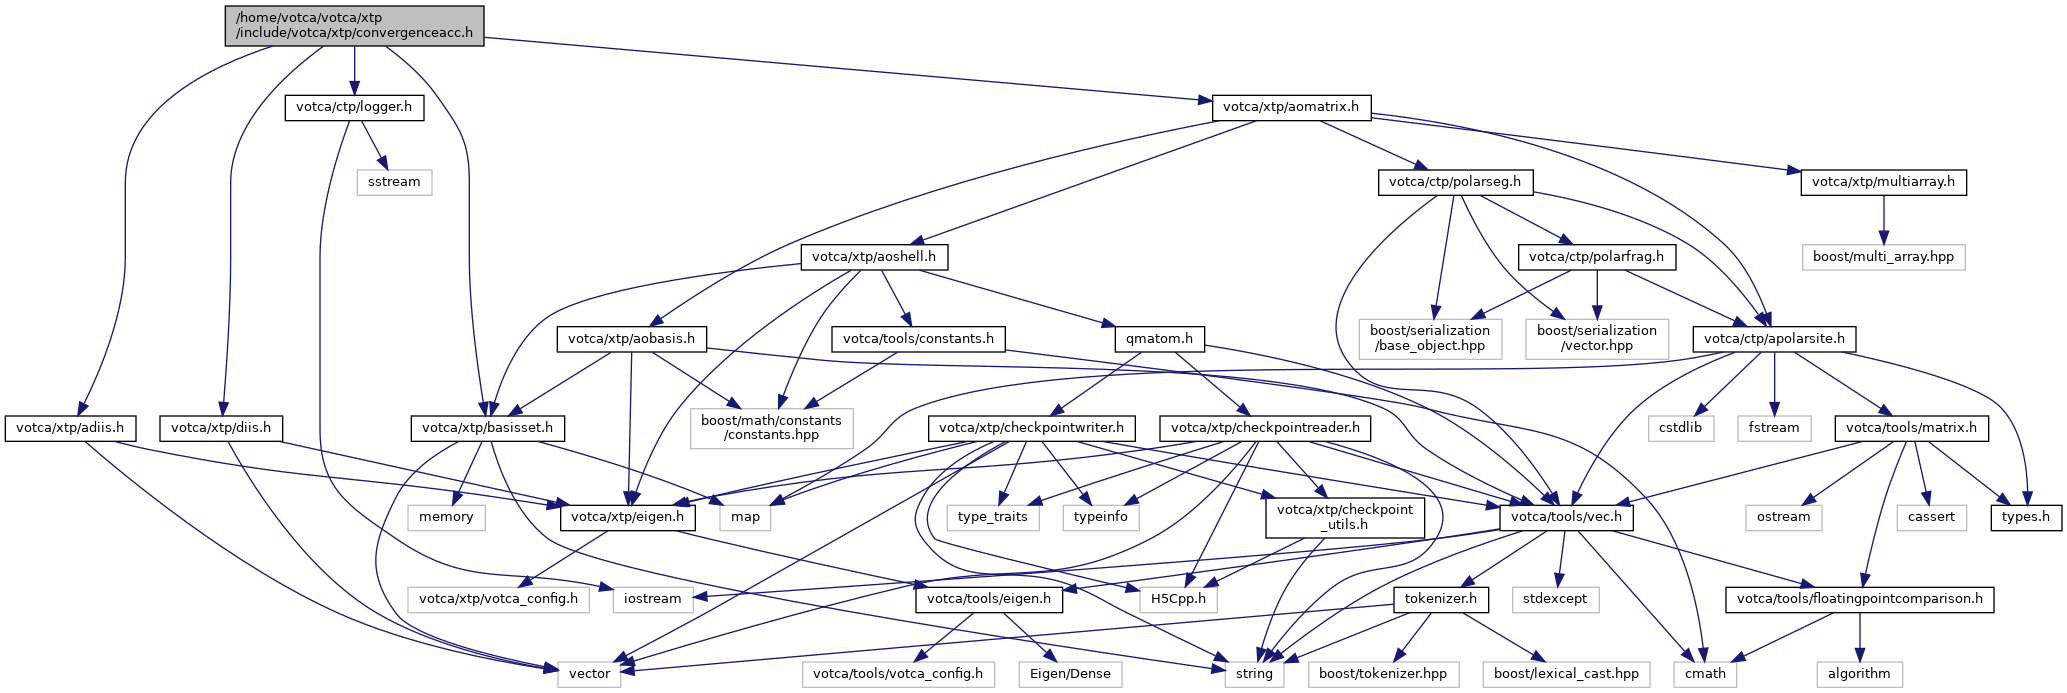 /home/votca/votca/xtp
/include/votca/xtp/convergenceacc.h
votca/ctp/logger.h
votca/xtp/aomatrix.h
sstream
votca/ctp/polarseg.h
votca/xtp/multiarray.h
votca/xtp/aoshell.h
votca/ctp/polarfrag.h
boost/multi_array.hpp
votca/xtp/aobasis.h
votca/tools/constants.h
qmatom.h
boost/serialization
/base_object.hpp
boost/serialization
/vector.hpp
votca/ctp/apolarsite.h
votca/xtp/adiis.h
votca/xtp/diis.h
votca/xtp/basisset.h
boost/math/constants
/constants.hpp
votca/xtp/checkpointwriter.h
votca/xtp/checkpointreader.h
cstdlib
fstream
votca/tools/matrix.h
memory
votca/xtp/eigen.h
map
type_traits
typeinfo
votca/xtp/checkpoint
_utils.h
votca/tools/vec.h
ostream
cassert
types.h
votca/xtp/votca_config.h
iostream
votca/tools/eigen.h
H5Cpp.h
tokenizer.h
stdexcept
votca/tools/floatingpointcomparison.h
vector
votca/tools/votca_config.h
Eigen/Dense
string
boost/tokenizer.hpp
boost/lexical_cast.hpp
cmath
algorithm